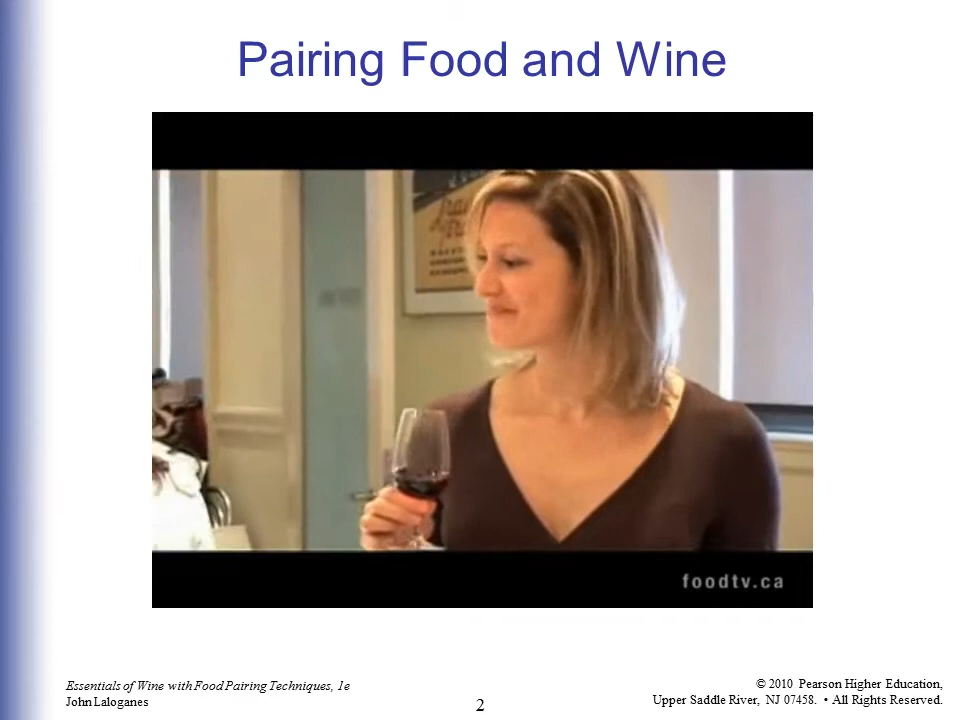 Pairing Food and Wine
foodtv.ca
Essentials of Wine with Food Pairing Techniques, 1e
John Laloganes
2
© 2010 Pearson Higher Education,
Upper Saddle River, NJ 07458. • All Rights Reserved.